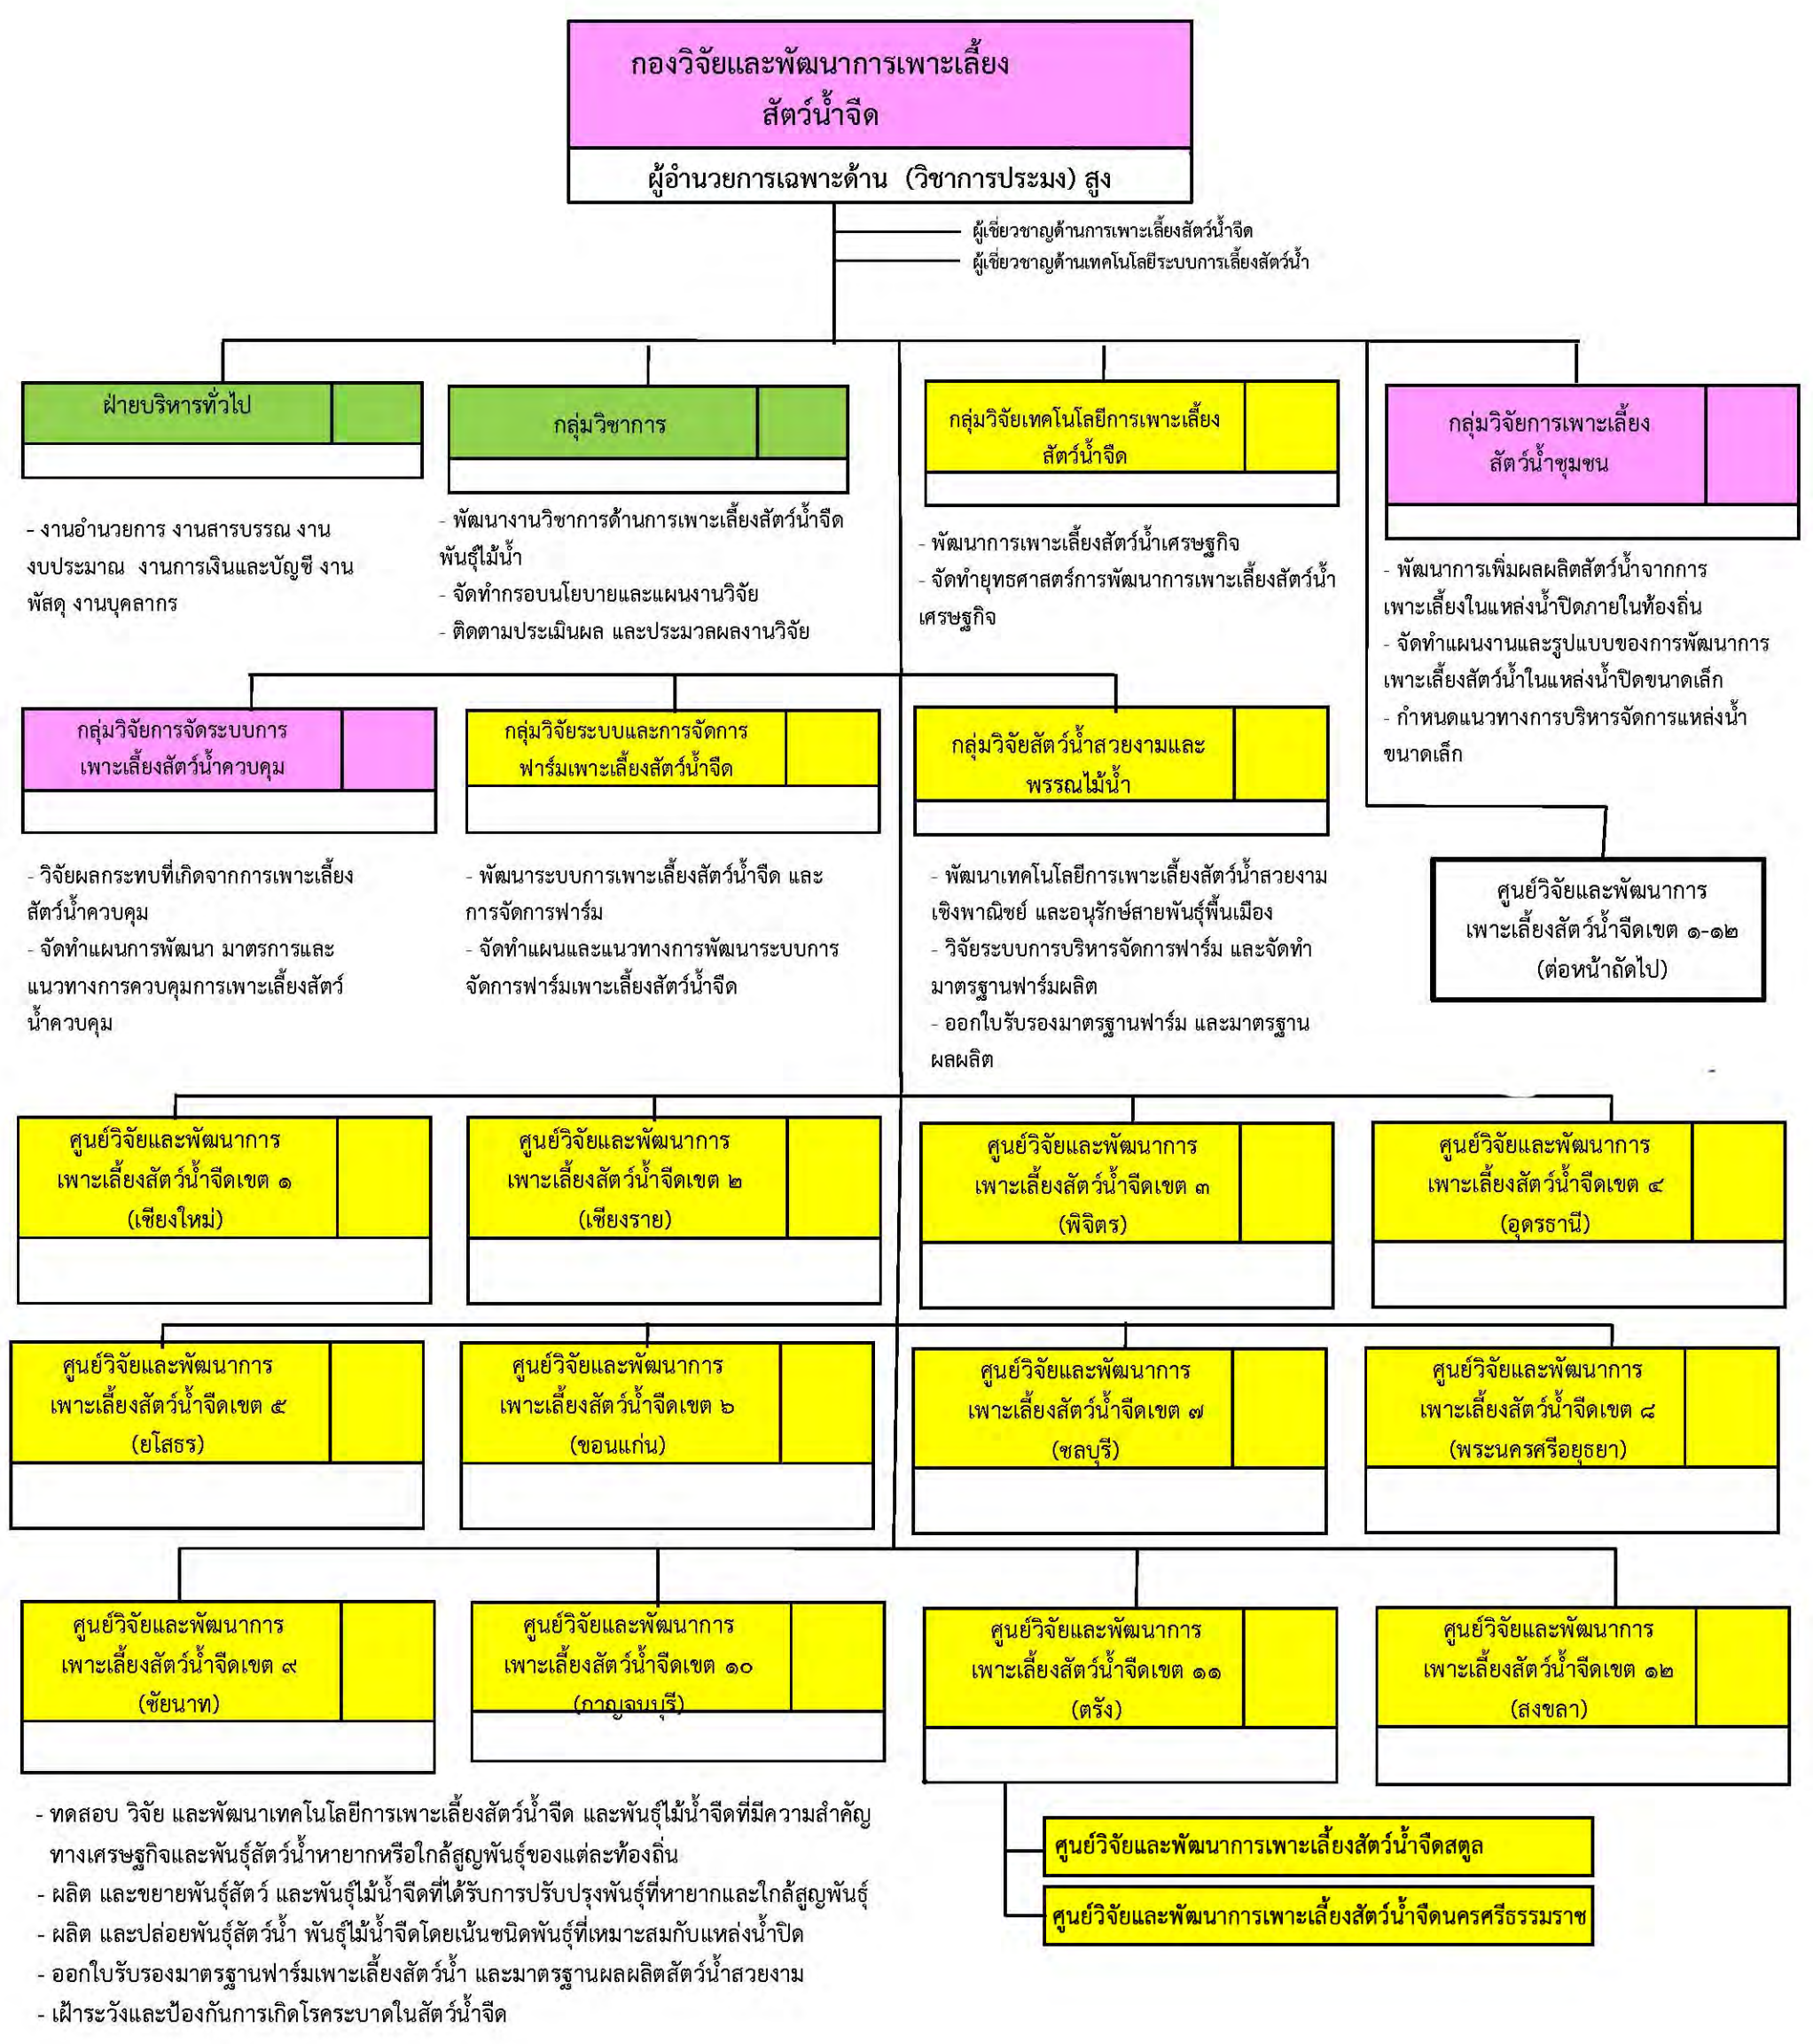 กองวิจัยและพัฒนาการเพาะเลี้ยง
สัตว์น้ำจืด
ผู้อำนวยการเฉพาะด้าน (วิชาการประมง) สูง
ผู้เชี่ยวชาญด้านการเพาะเลี้ยงสัตว์น้ำจืด
ผู้เชี่ยวชาญด้านเทคโนโลยีระบบการเลี้ยงสัตว์น้ำ
ฝ่ายบริหารทั่วไป
- งานอำนวยการ งานสารบรรณ งาน
งบประมาณ งานการเงินและบัญชี งาน
พัสดุ งานบุคลากร
กลุ่มวิชาการ
- พัฒนางานวิชาการด้านการเพาะเลี้ยงสัตว์น้ำจืด
พันธุ์ไม้น้ำ
- จัดทำกรอบนโยบายและแผนงานวิจัย
- ติดตามประเมินผล และประมวลผลงานวิจัย
กลุ่มวิจัยเทคโนโลยีการเพาะเลี้ยง
สัตว์น้ำจืด
- พัฒนาการเพาะเลี้ยงสัตว์น้ำเศรษฐกิจ
- จัดทำยุทธศาสตร์การพัฒนาการเพาะเลี้ยงสัตว์น้ำ
เศรษฐกิจ
กลุ่มวิจัยการเพาะเลี้ยง
สัตว์น้ำชุมชน
- พัฒนาการเพิ่มผลผลิตสัตว์น้ำจากการ
เพาะเลี้ยงในแหล่งน้ำปิดภายในท้องถิ่น
- จัดทำแผนงานและรูปแบบของการพัฒนาการ
เพาะเลี้ยงสัตว์น้ำในแหล่งน้ำปิดขนาดเล็ก
- กำหนดแนวทางการบริหารจัดการแหล่งน้ำ
ขนาดเล็ก
กลุ่มวิจัยการจัดระบบการ
เพาะเลี้ยงสัตว์น้ำควบคุม
- วิจัยผลกระทบที่เกิดจากการเพาะเลี้ยง
สัตว์น้ำควบคุม
- จัดทำแผนการพัฒนา มาตรการและ
แนวทางการควบคุมการเพาะเลี้ยงสัตว์
น้ำควบคุม
กลุ่มวิจัยระบบและการจัดการ
ฟาร์มเพาะเลี้ยงสัตว์น้ำจืด
- พัฒนาระบบการเพาะเลี้ยงสัตว์น้ำจืด และ
การจัดการฟาร์ม
- จัดทำแผนและแนวทางการพัฒนาระบบการ
จัดการฟาร์มเพาะเลี้ยงสัตว์น้ำจืด
กลุ่มวิจัยสัตว์น้ำสวยงามและ
พรรณไม้น้ำ
- พัฒนาเทคโนโลยีการเพาะเลี้ยงสัตว์น้ำสวยงาม
เชิงพาณิชย์ และอนุรักษ์สายพันธุ์พื้นเมือง
- วิจัยระบบการบริหารจัดการฟาร์ม และจัดทำ
มาตรฐานฟาร์มผลิต
- ออกใบรับรองมาตรฐานฟาร์ม และมาตรฐาน
ผลผลิต
ศูนย์วิจัยและพัฒนาการ
เพาะเลี้ยงสัตว์น้ำจืดเขต ๑-๑๒
(ต่อหน้าถัดไป)
ศูนย์วิจัยและพัฒนาการ
เพาะเลี้ยงสัตว์น้ำจืดเขต ๑
(เชียงใหม่)
ศูนย์วิจัยและพัฒนาการ
เพาะเลี้ยงสัตว์น้ำจืดเขต ๒
(เชียงราย)
ศูนย์วิจัยและพัฒนาการ
เพาะเลี้ยงสัตว์น้ำจืดเขต ๓
(พิจิตร)
ศูนย์วิจัยและพัฒนาการ
เพาะเลี้ยงสัตว์น้ำจืดเขต ๔
(อุดรธานี)
ศูนย์วิจัยและพัฒนาการ
เพาะเลี้ยงสัตว์น้ำจืดเขต ๕
(ยโสธร)
ศูนย์วิจัยและพัฒนาการ
เพาะเลี้ยงสัตว์น้ำจืดเขต ๖
(ขอนแก่น)
ศูนย์วิจัยและพัฒนาการ
เพาะเลี้ยงสัตว์น้ำจืดเขต ๗
(ชลบุรี)
ศูนย์วิจัยและพัฒนาการ
เพาะเลี้ยงสัตว์น้ำจืดเขต ๘
(พระนครศรีอยุธยา)
ศูนย์วิจัยและพัฒนาการ
เพาะเลี้ยงสัตว์น้ำจืดเขต ๙
(ชัยนาท)
ศูนย์วิจัยและพัฒนาการ
เพาะเลี้ยงสัตว์น้ำจืดเขต ๑๐
(กาญจนบุรี)
ศูนย์วิจัยและพัฒนาการ
เพาะเลี้ยงสัตว์น้ำจืดเขต ๑๑
(ตรัง)
ศูนย์วิจัยและพัฒนาการ
เพาะเลี้ยงสัตว์น้ำจืดเขต ๑๒
(สงขลา)
- ทดสอบ วิจัย และพัฒนาเทคโนโลยีการเพาะเลี้ยงสัตว์น้ำจืด และพันธุ์ไม้น้ำจืดที่มีความสำคัญ
ทางเศรษฐกิจและพันธุ์สัตว์น้ำหายากหรือใกล้สูญพันธุ์ของแต่ละท้องถิ่น
- ผลิต และขยายพันธุ์สัตว์ และพันธุ์ไม้น้ำจืดที่ได้รับการปรับปรุงพันธุ์ที่หายากและใกล้สูญพันธุ์
- ผลิต และปล่อยพันธุ์สัตว์น้ำ พันธุ์ไม้น้ำจืดโดยเน้นชนิดพันธุ์ที่เหมาะสมกับแหล่งน้ำปิด
- ออกใบรับรองมาตรฐานฟาร์มเพาะเลี้ยงสัตว์น้ำ และมาตรฐานผลผลิตสัตว์น้ำสวยงาม
- เฝ้าระวังและป้องกันการเกิดโรคระบาดในสัตว์น้ำจืด
ศูนย์วิจัยและพัฒนาการเพาะเลี้ยงสัตว์น้ำจืดสตูล
ศูนย์วิจัยและพัฒนาการเพาะเลี้ยงสัตว์น้ำจืดนครศรีธรรมราช